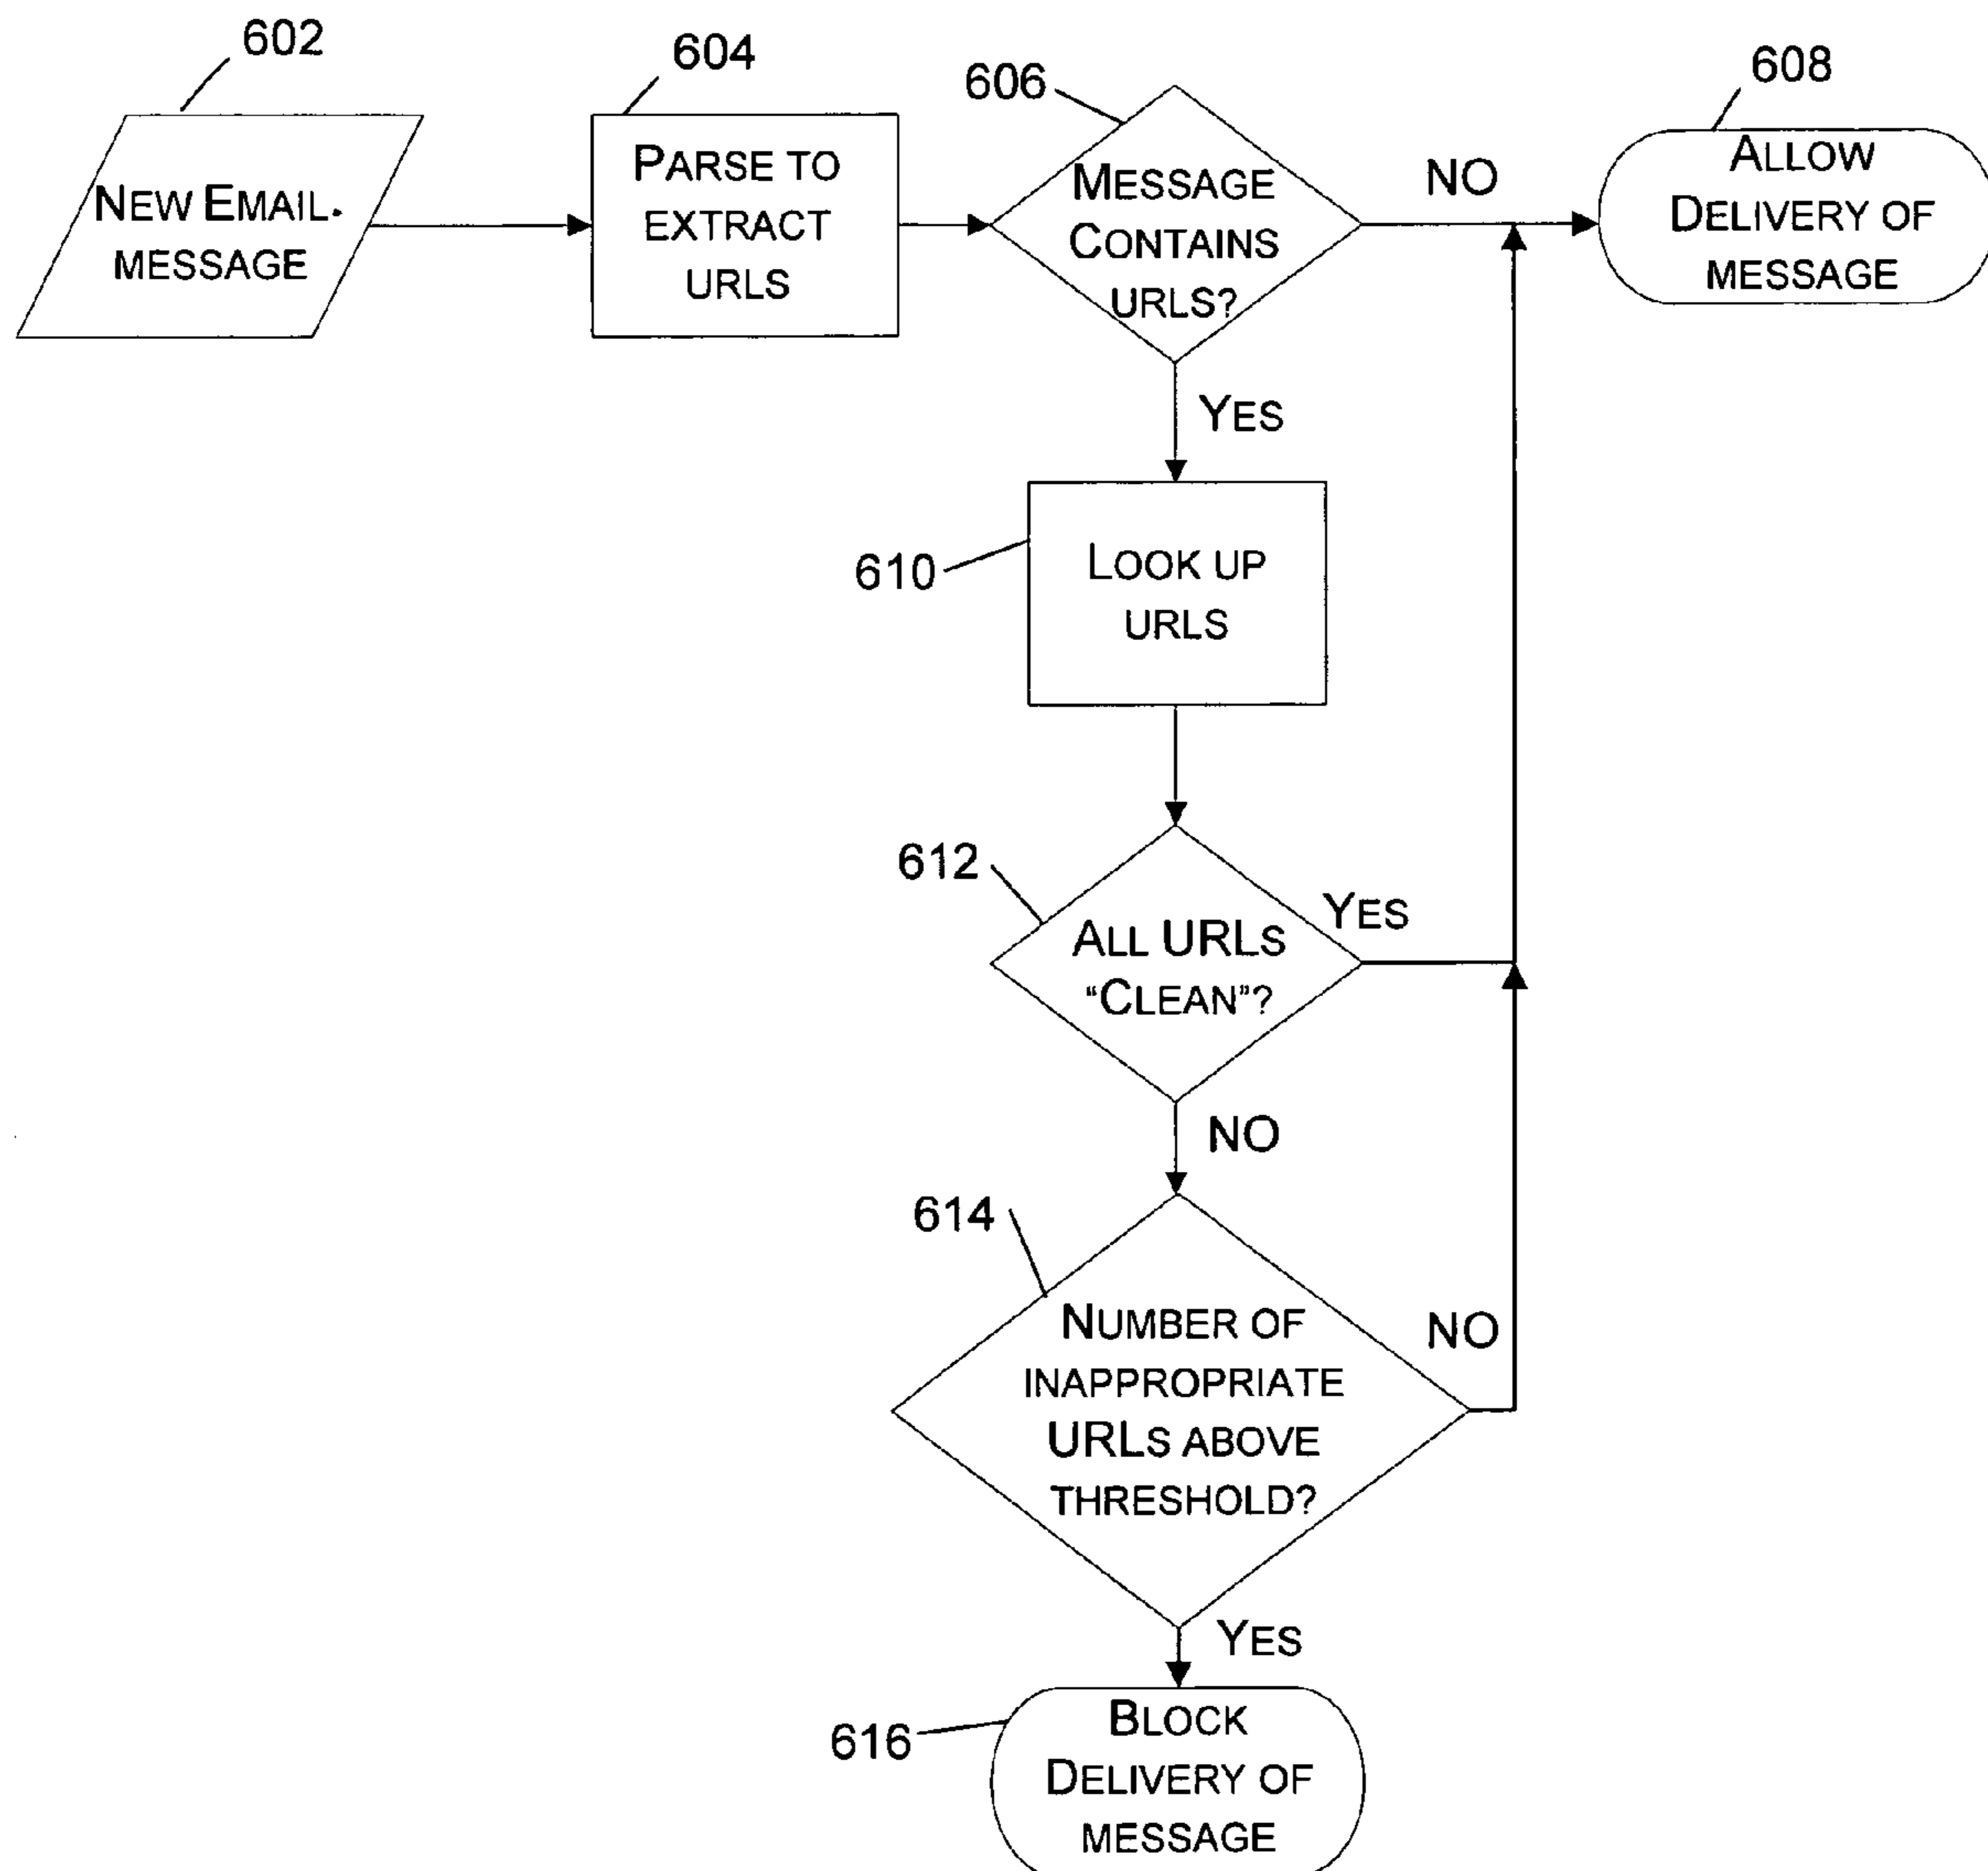 602
NEW EMAIL.
MESSAGE
604
PARSE TO
EXTRACT
URLS
606
MESSAGE
CONTAINS
URLS?
NO
608
ALLOW
DELIVERY OF
MESSAGE
YES
610
LOOK UP
URLS
612
ALL URLS
"CLEAN"?
YES
NO
614
NUMBER OF
INAPPROPRIATE
URLS ABOVE
THRESHOLD?
NO
YES
616
BLOCK
DELIVERY OF
MESSAGE